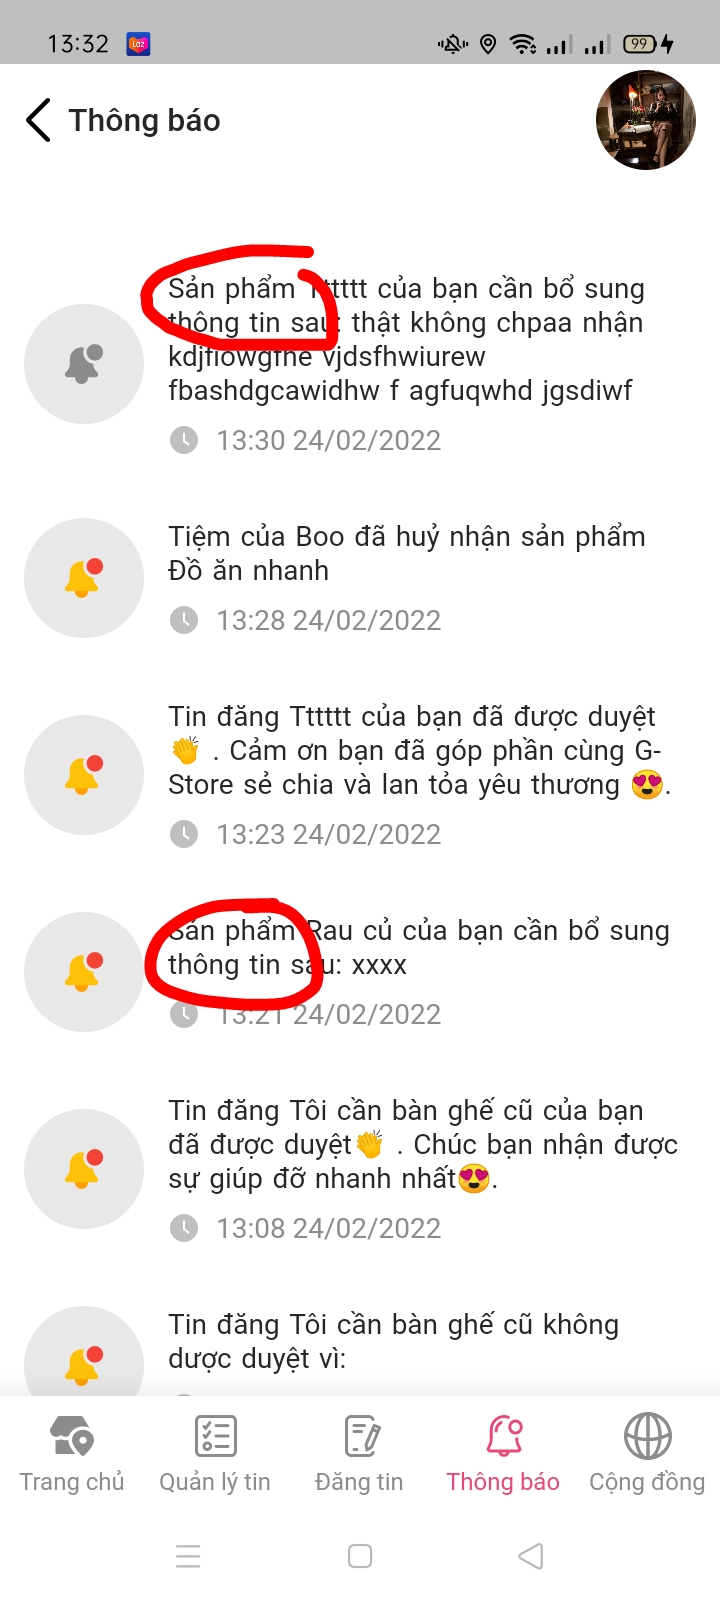 13:32
99
Thông báo
Sản phẩm Tttttt của bạn cần bổ sung
thông tin sau: thật không chpaa nhận
kdjfiowgfhe vjdsfhwiurew
fbashdgcawidhw f agfuqwhd jgsdiwf
13:30 24/02/2022
Tiệm của Boo đã huỷ nhận sản phẩm
Đồ ăn nhanh
13:28 24/02/2022
Tin đăng Tttttt của bạn đã được duyệt
👏 . Cảm ơn bạn đã góp phần cùng G-
Store sẻ chia và lan tỏa yêu thương 😍.
13:23 24/02/2022
Sản phẩm Rau củ của bạn cần bổ sung
thông tin sau: xxxx
13:21 24/02/2022
Tin đăng Tôi cần bàn ghế cũ của bạn
đã được duyệt👏 . Chúc bạn nhận được
sự giúp đỡ nhanh nhất😍.
13:08 24/02/2022
Tin đăng Tôi cần bàn ghế cũ không
dược duyệt vì:
Trang chủ
Quản lý tin
Đăng tin
Thông báo
Cộng đồng